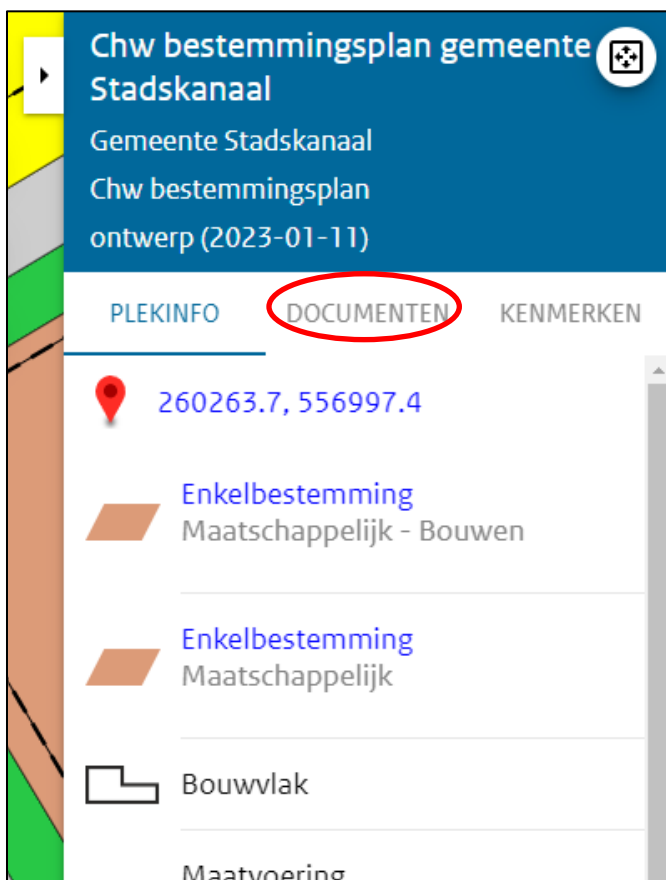 Chw bestemmingsplan gemeente
Stadskanaal
Gemeente Stadskanaal
Chw bestemmingsplan
ontwerp (2023-01-11)
PLEKINFO DOCUMENTEN KENMERKEN
260263.7, 556997.4
Enkelbestemming
Maatschappelijk - Bouwen
Enkelbestemming
Maatschappelijk
Bouwvlak
Maatvoering